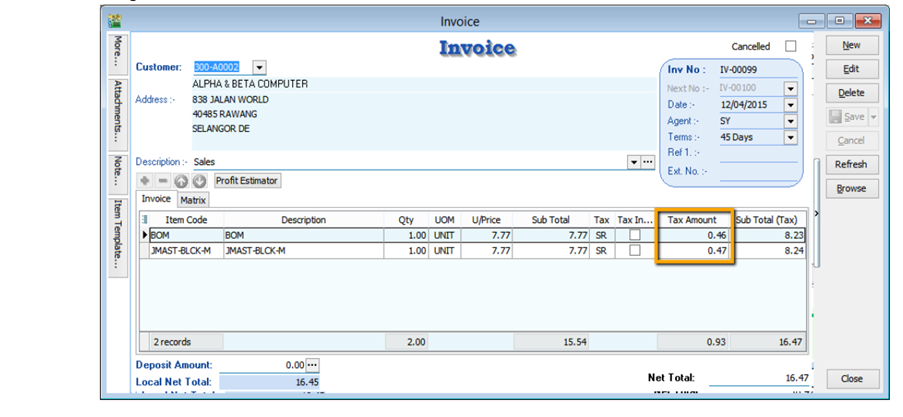 Invoice
Invoice
Cancelled
Customer: 300-A0002
ALPHA & BETA COMPUTER
Address :- 838 JALAN WORLD
40485 RAWANG
SELANGOR DE
Inv No : IV-00099
Next No :- IV-00100
Date :- 12/04/2015
Agent :- SY
Terms :- 45 Days
Ref 1. :-
Ext. No. :-
Description :- Sales
Profit Estimator
Invoice Matrix
Item Code Description Qty UOM U/Price Sub Total Tax Tax In... Tax Amount Sub Total (Tax)
BOM BOM 1.00 UNIT 7.77 7.77 SR 0.46 8.23
JMAST-BLCK-M JMAST-BLCK-M 1.00 UNIT 7.77 7.77 SR 0.47 8.24
2 records 2.00 15.54 0.93 16.47
Deposit Amount: 0.00
Local Net Total: 16.45
Net Total: 16.47
More...
Attachments...
Note...
Item Template...
New
Edit
Delete
Save
Cancel
Refresh
Browse
Close